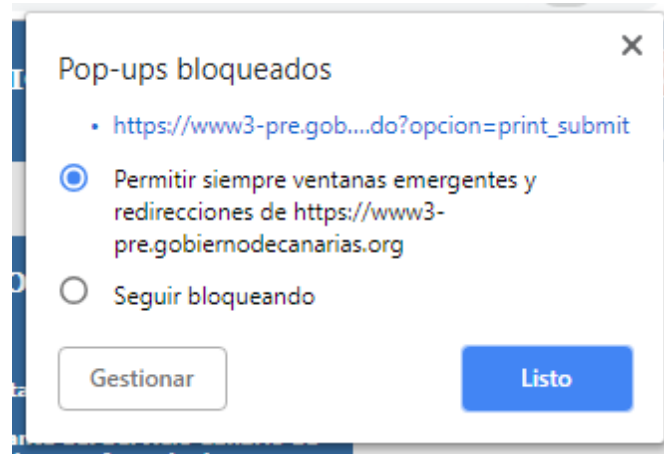 Pop-ups bloqueados
• https://www3-pre.gob....do?opcion=print_submit
Permitir siempre ventanas emergentes y
redirecciones de https://www3-
pre.gobiernodecanarias.org
Seguir bloqueando
Gestionar
Listo